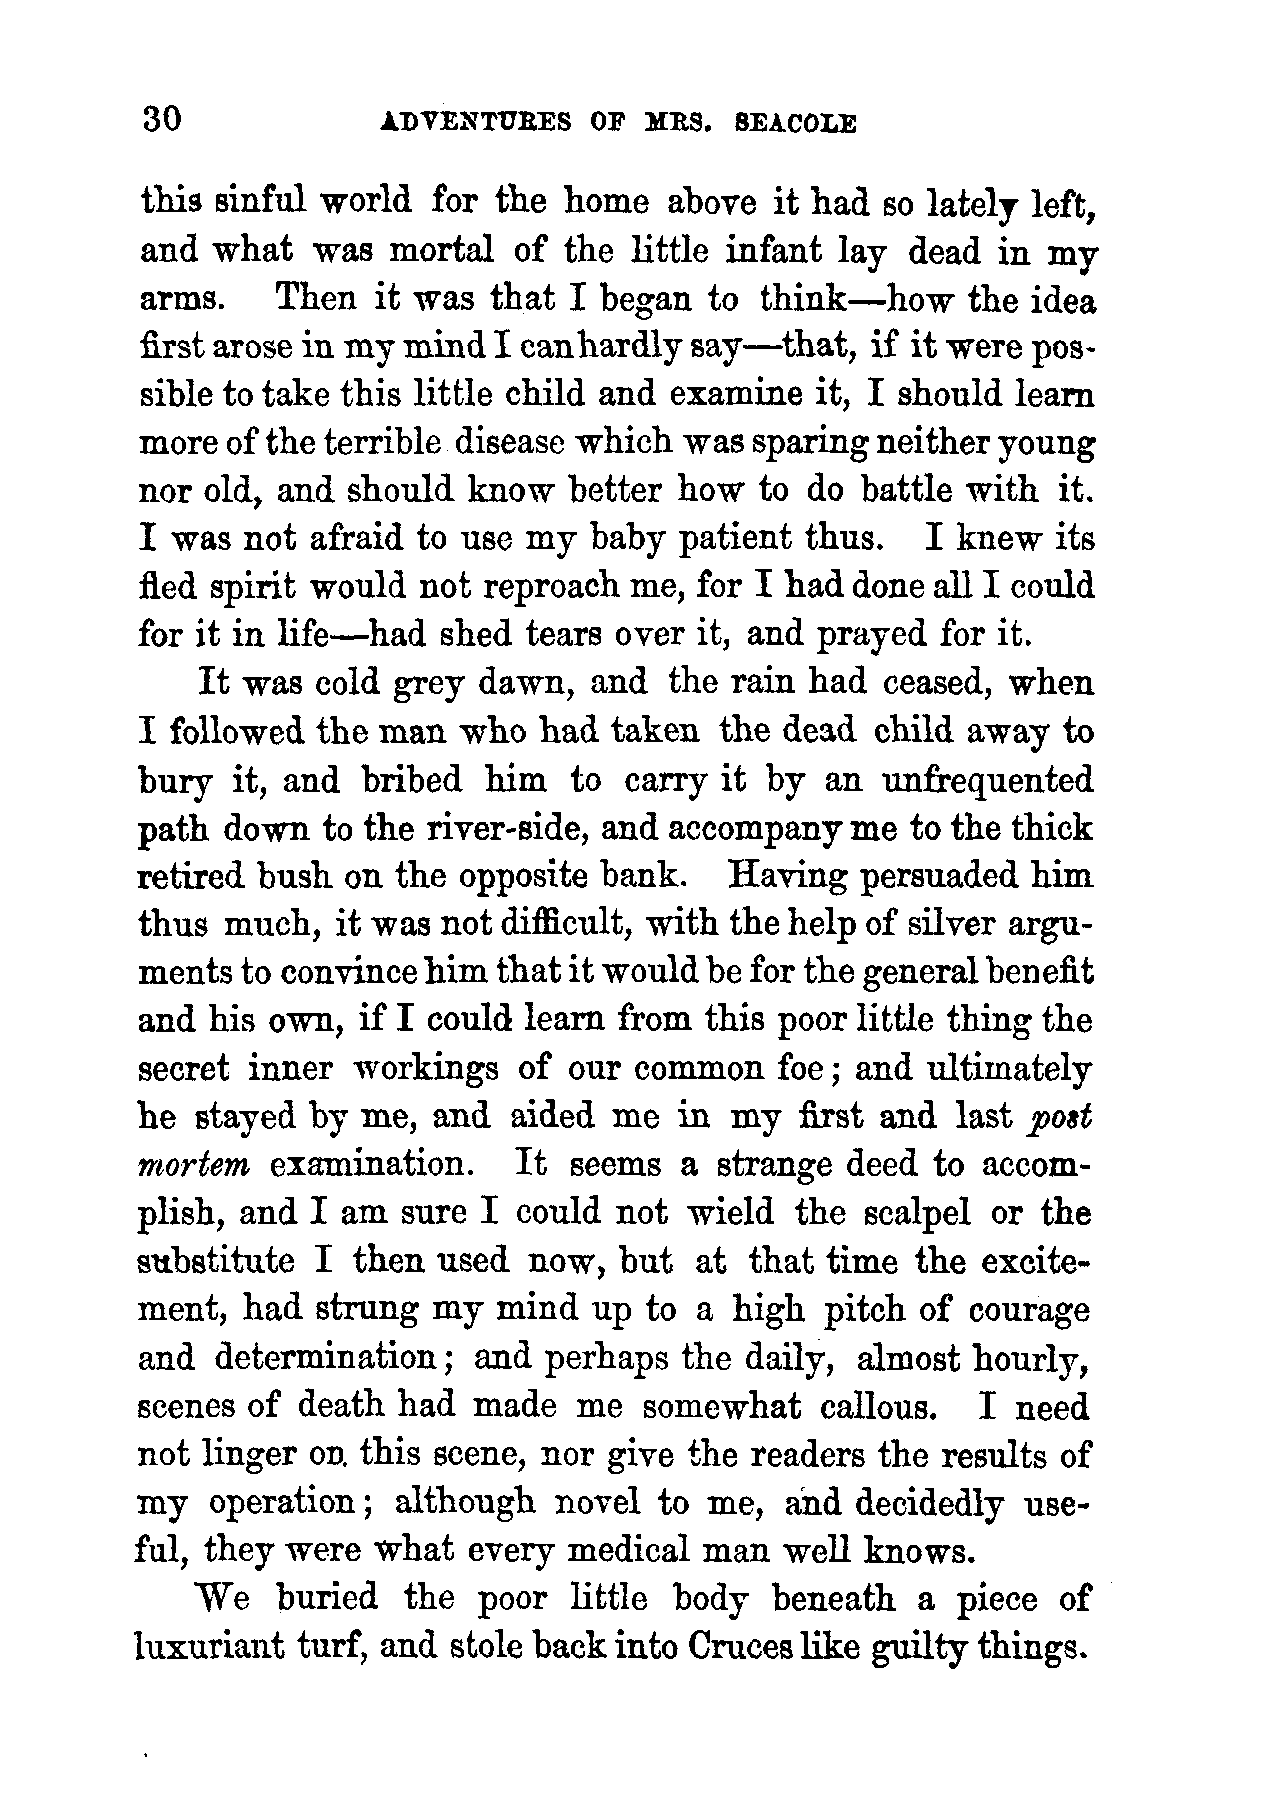 30 ADVENTURES OF MRS. SEACOLE
this sinful world for the home above it had so lately left,
and what was mortal of the little infant lay dead in my
arms. Then it was that I began to think—how the idea
first arose in my mind I can hardly say—that, if it were pos-
sible to take this little child and examine it, I should learn
more of the terrible disease which was sparing neither young
nor old, and should know better how to do battle with it.
I was not afraid to use my baby patient thus. I knew its
fled spirit would not reproach me, for I had done all I could
for it in life—had shed tears over it, and prayed for it.
It was cold grey dawn, and the rain had ceased, when
I followed the man who had taken the dead child away to
bury it, and bribed him to carry it by an unfrequented
path down to the river-side, and accompany me to the thick
retired bush on the opposite bank. Having persuaded him
thus much, it was not difficult, with the help of silver argu-
ments to convince him that it would be for the general benefit
and his own, if I could learn from this poor little thing the
secret inner workings of our common foe; and ultimately
he stayed by me, and aided me in my first and last post
mortem examination. It seems a strange deed to accom-
plish, and I am sure I could not wield the scalpel or the
substitute I then used now, but at that time the excite-
ment, had strung my mind up to a high pitch of courage
and determination; and perhaps the daily, almost hourly,
scenes of death had made me somewhat callous. I need
not linger on this scene, nor give the readers the results of
my operation; although novel to me, and decidedly use-
ful, they were what every medical man well knows.
We buried the poor little body beneath a piece of
luxuriant turf, and stole back into Cruces like guilty things.